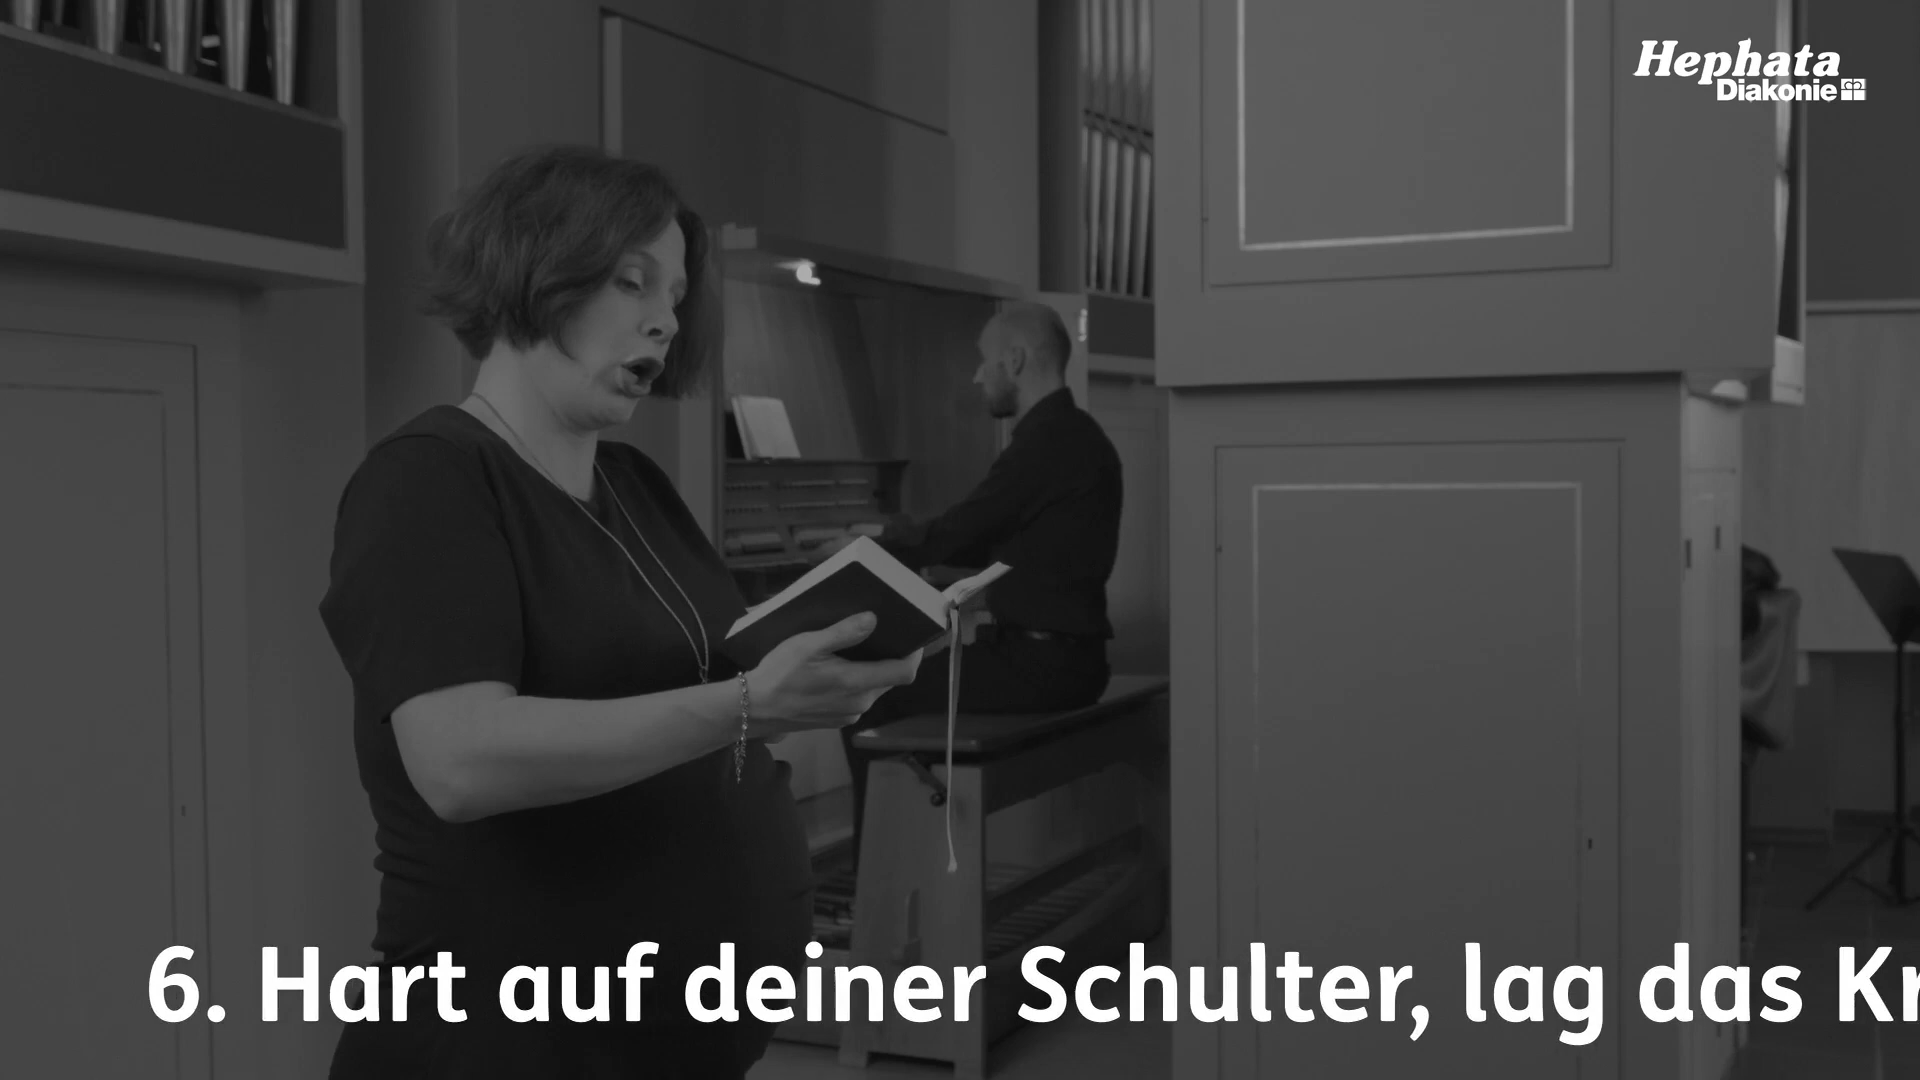 Hephata
Diakonie
6. Hart auf deiner Schulter, lag das Kr